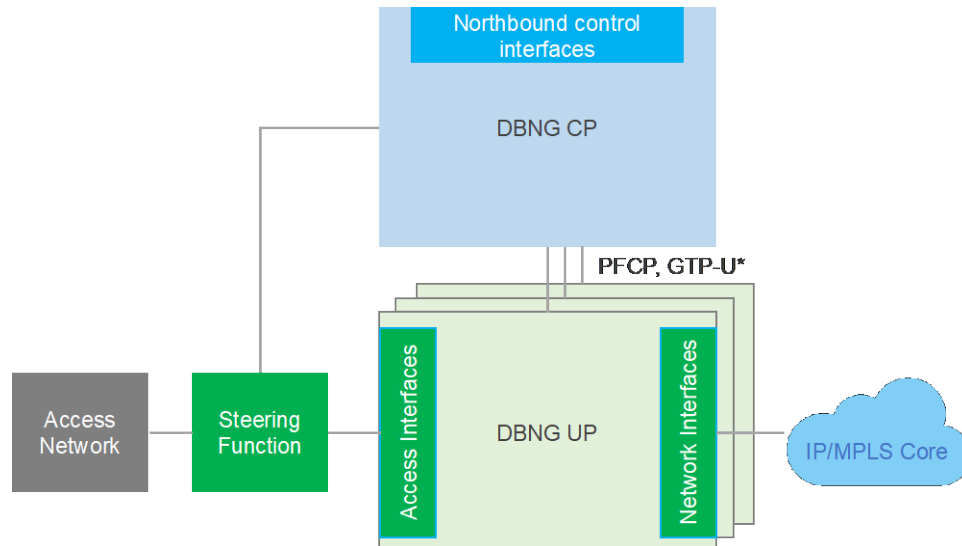 Northbound control
interfaces
DBNG CP
PFCP, GTP-U*
Access
Network
Steering
Function
Access Interfaces
DBNG UP
Network Interfaces
IP/MPLS Core